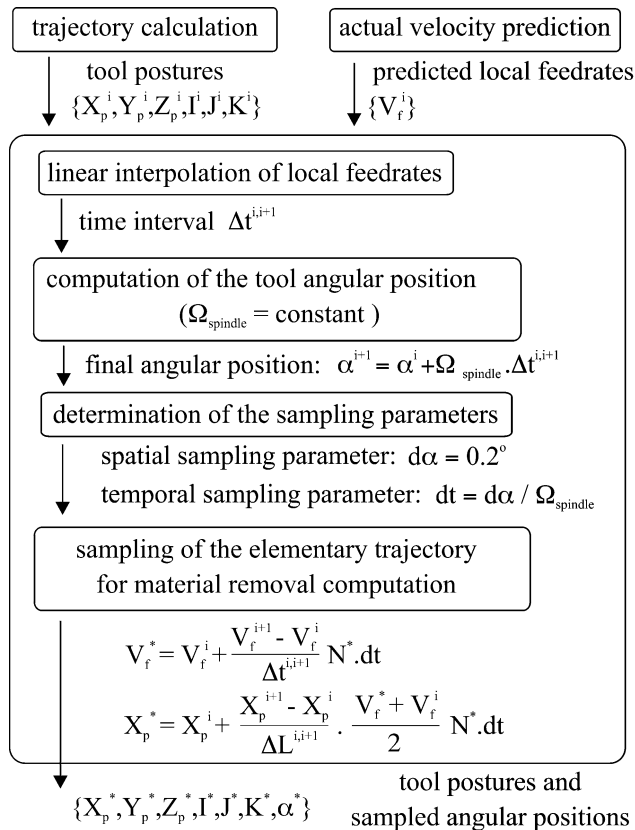 trajectory calculation
actual velocity prediction
tool postures
{X_p^i,Y_p^i,Z_p^i,I^i,J^i,K^i}
predicted local feedrates
{V_f^i}
linear interpolation of local feedrates
time interval Δt^{i,i+1}
computation of the tool angular position
(Ω_spindle = constant )
final angular position: α^{i+1} = α^i+Ω_spindle.Δt^{i,i+1}
determination of the sampling parameters
spatial sampling parameter: dα = 0.2°
temporal sampling parameter: dt = dα / Ω_spindle
sampling of the elementary trajectory
for material removal computation
V_f^* = V_f^i + \frac{V_f^{i+1} - V_f^i}{Δt^{i,i+1}} N^*.dt
X_p^* = X_p^i + \frac{X_p^{i+1} - X_p^i}{ΔL^{i,i+1}} . \frac{V_f^* + V_f^i}{2} N^*.dt
{X_p^*,Y_p^*,Z_p^*,I^*,J^*,K^*,α^*}
tool postures and
sampled angular positions